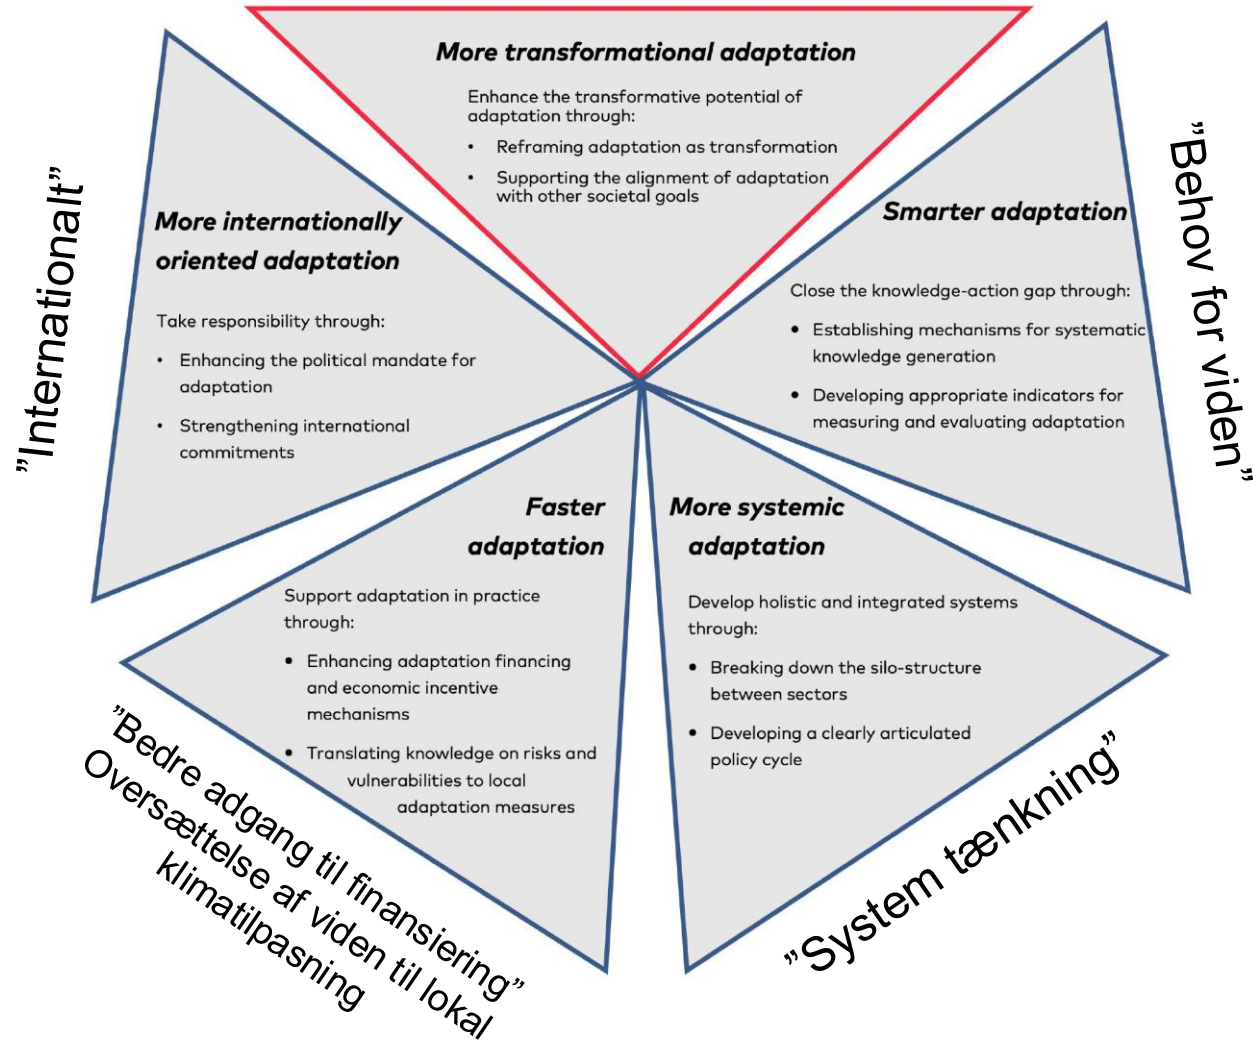 More transformational adaptation
Enhance the transformative potential of
adaptation through:
• Reframing adaptation as transformation
• Supporting the alignment of adaptation
with other societal goals
”Internationalt”
More internationally
oriented adaptation
Take responsibility through:
• Enhancing the political mandate for
adaptation
• Strengthening international
commitments
Smarter adaptation
Close the knowledge-action gap through:
• Establishing mechanisms for systematic
knowledge generation
• Developing appropriate indicators for
measuring and evaluating adaptation
”Behov for viden”
Faster
adaptation
Support adaptation in practice
through:
• Enhancing adaptation financing
and economic incentive
mechanisms
• Translating knowledge on risks and
vulnerabilities to local
adaptation measures
”Bedre adgang til finansiering”
Oversættelse af viden til lokal
klimatilpasning
More systemic
adaptation
Develop holistic and integrated systems
through:
• Breaking down the silo-structure
between sectors
• Developing a clearly articulated
policy cycle
”System tænkning”